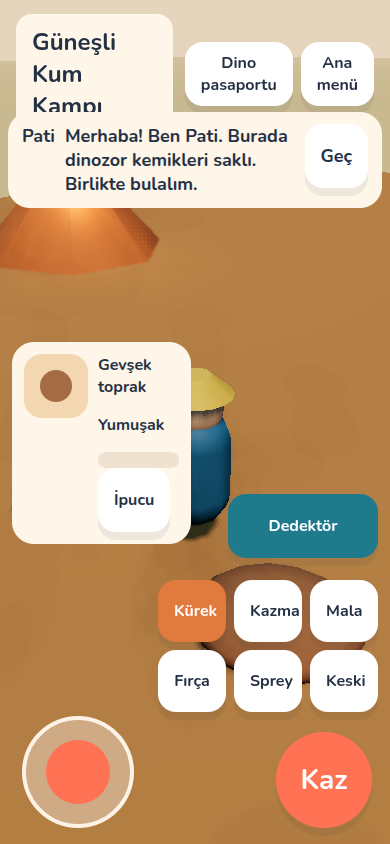 Güneşli
Kum
Kampı
Dino
pasaportu
Ana
menü
Pati
Merhaba! Ben Pati. Burada
dinozor kemikleri saklı.
Birlikte bulalım.
Geç
Gevşek
toprak
Yumuşak
İpucu
Dedektör
Kürek
Kazma
Mala
Fırça
Sprey
Keski
Kaz